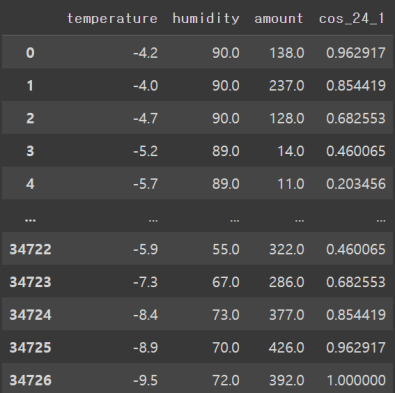 temperature humidity amount cos_24_1
0 -4.2 90.0 138.0 0.962917
1 -4.0 90.0 237.0 0.854419
2 -4.7 90.0 128.0 0.682553
3 -5.2 89.0 14.0 0.460065
4 -5.7 89.0 11.0 0.203456
... ... ... ... ...
34722 -5.9 55.0 322.0 0.460065
34723 -7.3 67.0 286.0 0.682553
34724 -8.4 73.0 377.0 0.854419
34725 -8.9 70.0 426.0 0.962917
34726 -9.5 72.0 392.0 1.000000